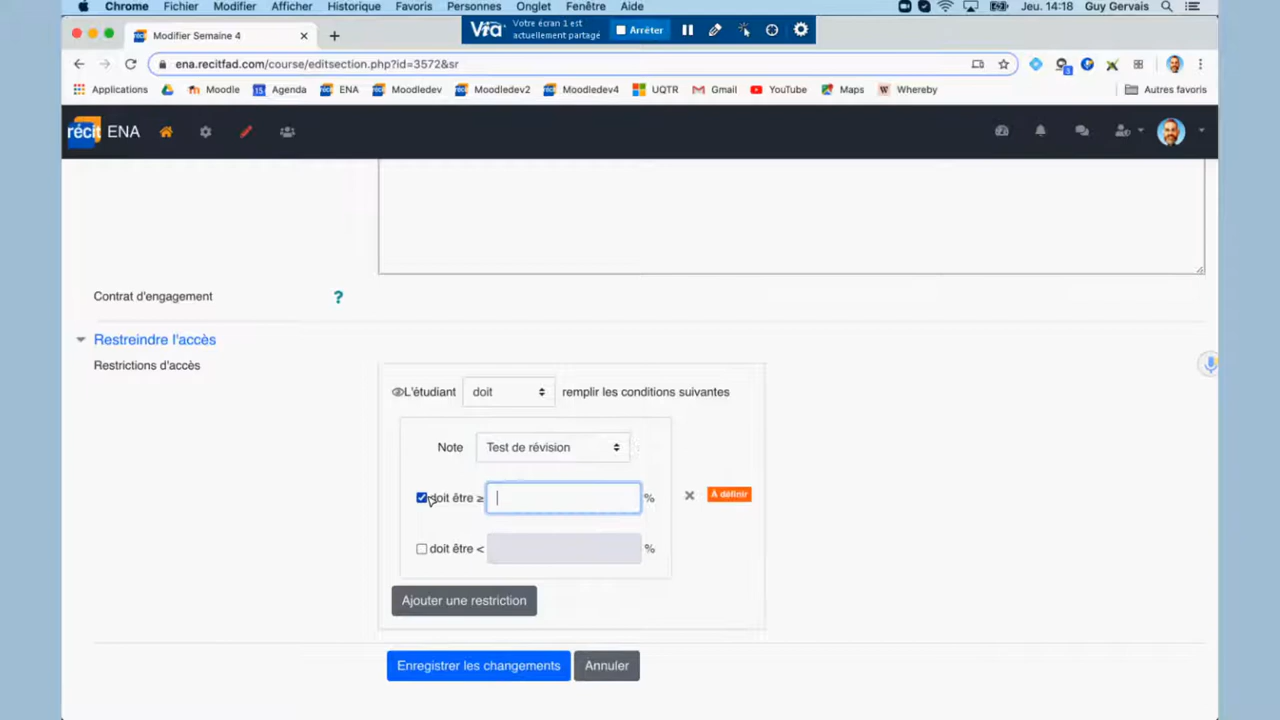 Chrome Fichier Modifier Afficher Historique Favoris Personnes Onglet Fenêtre Aide Jeu. 14:18 Guy Gervais
Modifier Semaine 4
Via Votre écran 1 est actuellement partagé Arrêter
ena.recitfad.com/course/editsection.php?id=3572&sr
Applications Moodle Agenda ENA Moodledev Moodledev2 Moodledev4 UQTR Gmail YouTube Maps Whereby Autres favoris
récit ENA
Contrat d'engagement ?
Restreindre l'accès
Restrictions d'accès
L'étudiant doit remplir les conditions suivantes
Note Test de révision
doit être ≥ % À définir
doit être < %
Ajouter une restriction
Enregistrer les changements Annuler